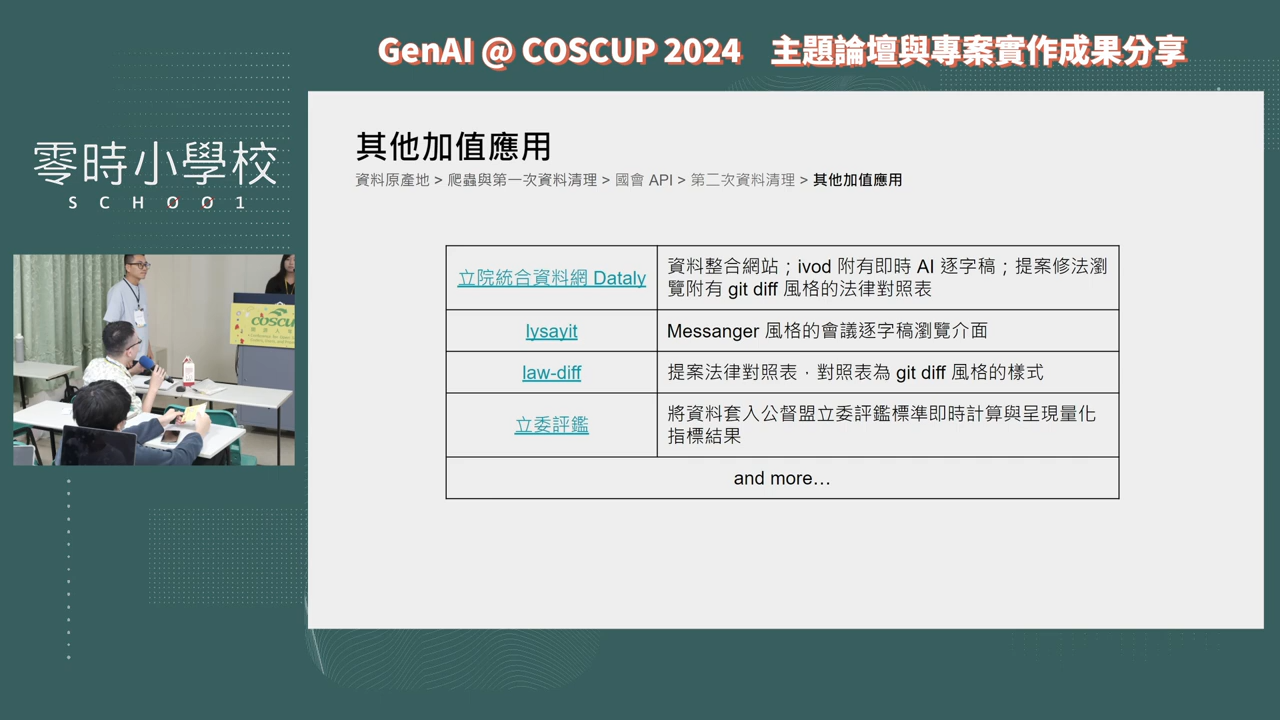 GenAI @ COSCUP 2024 主題論壇與專案實作成果分享
零時小學校
SCHOO1
COSCU
其他加值應用
資料原產地 > 爬蟲與第一次資料清理 > 國會 API > 第二次資料清理 > 其他加值應用
立院統合資料網 Dataly
資料整合網站；ivod 附有即時 AI 逐字稿；提案修法瀏
覽附有 git diff 風格的法律對照表
lysayit
Messanger 風格的會議逐字稿瀏覽介面
law-diff
提案法律對照表，對照表為 git diff 風格的樣式
立委評鑑
將資料套入公督盟立委評鑑標準即時計算與呈現量化
指標結果
and more…